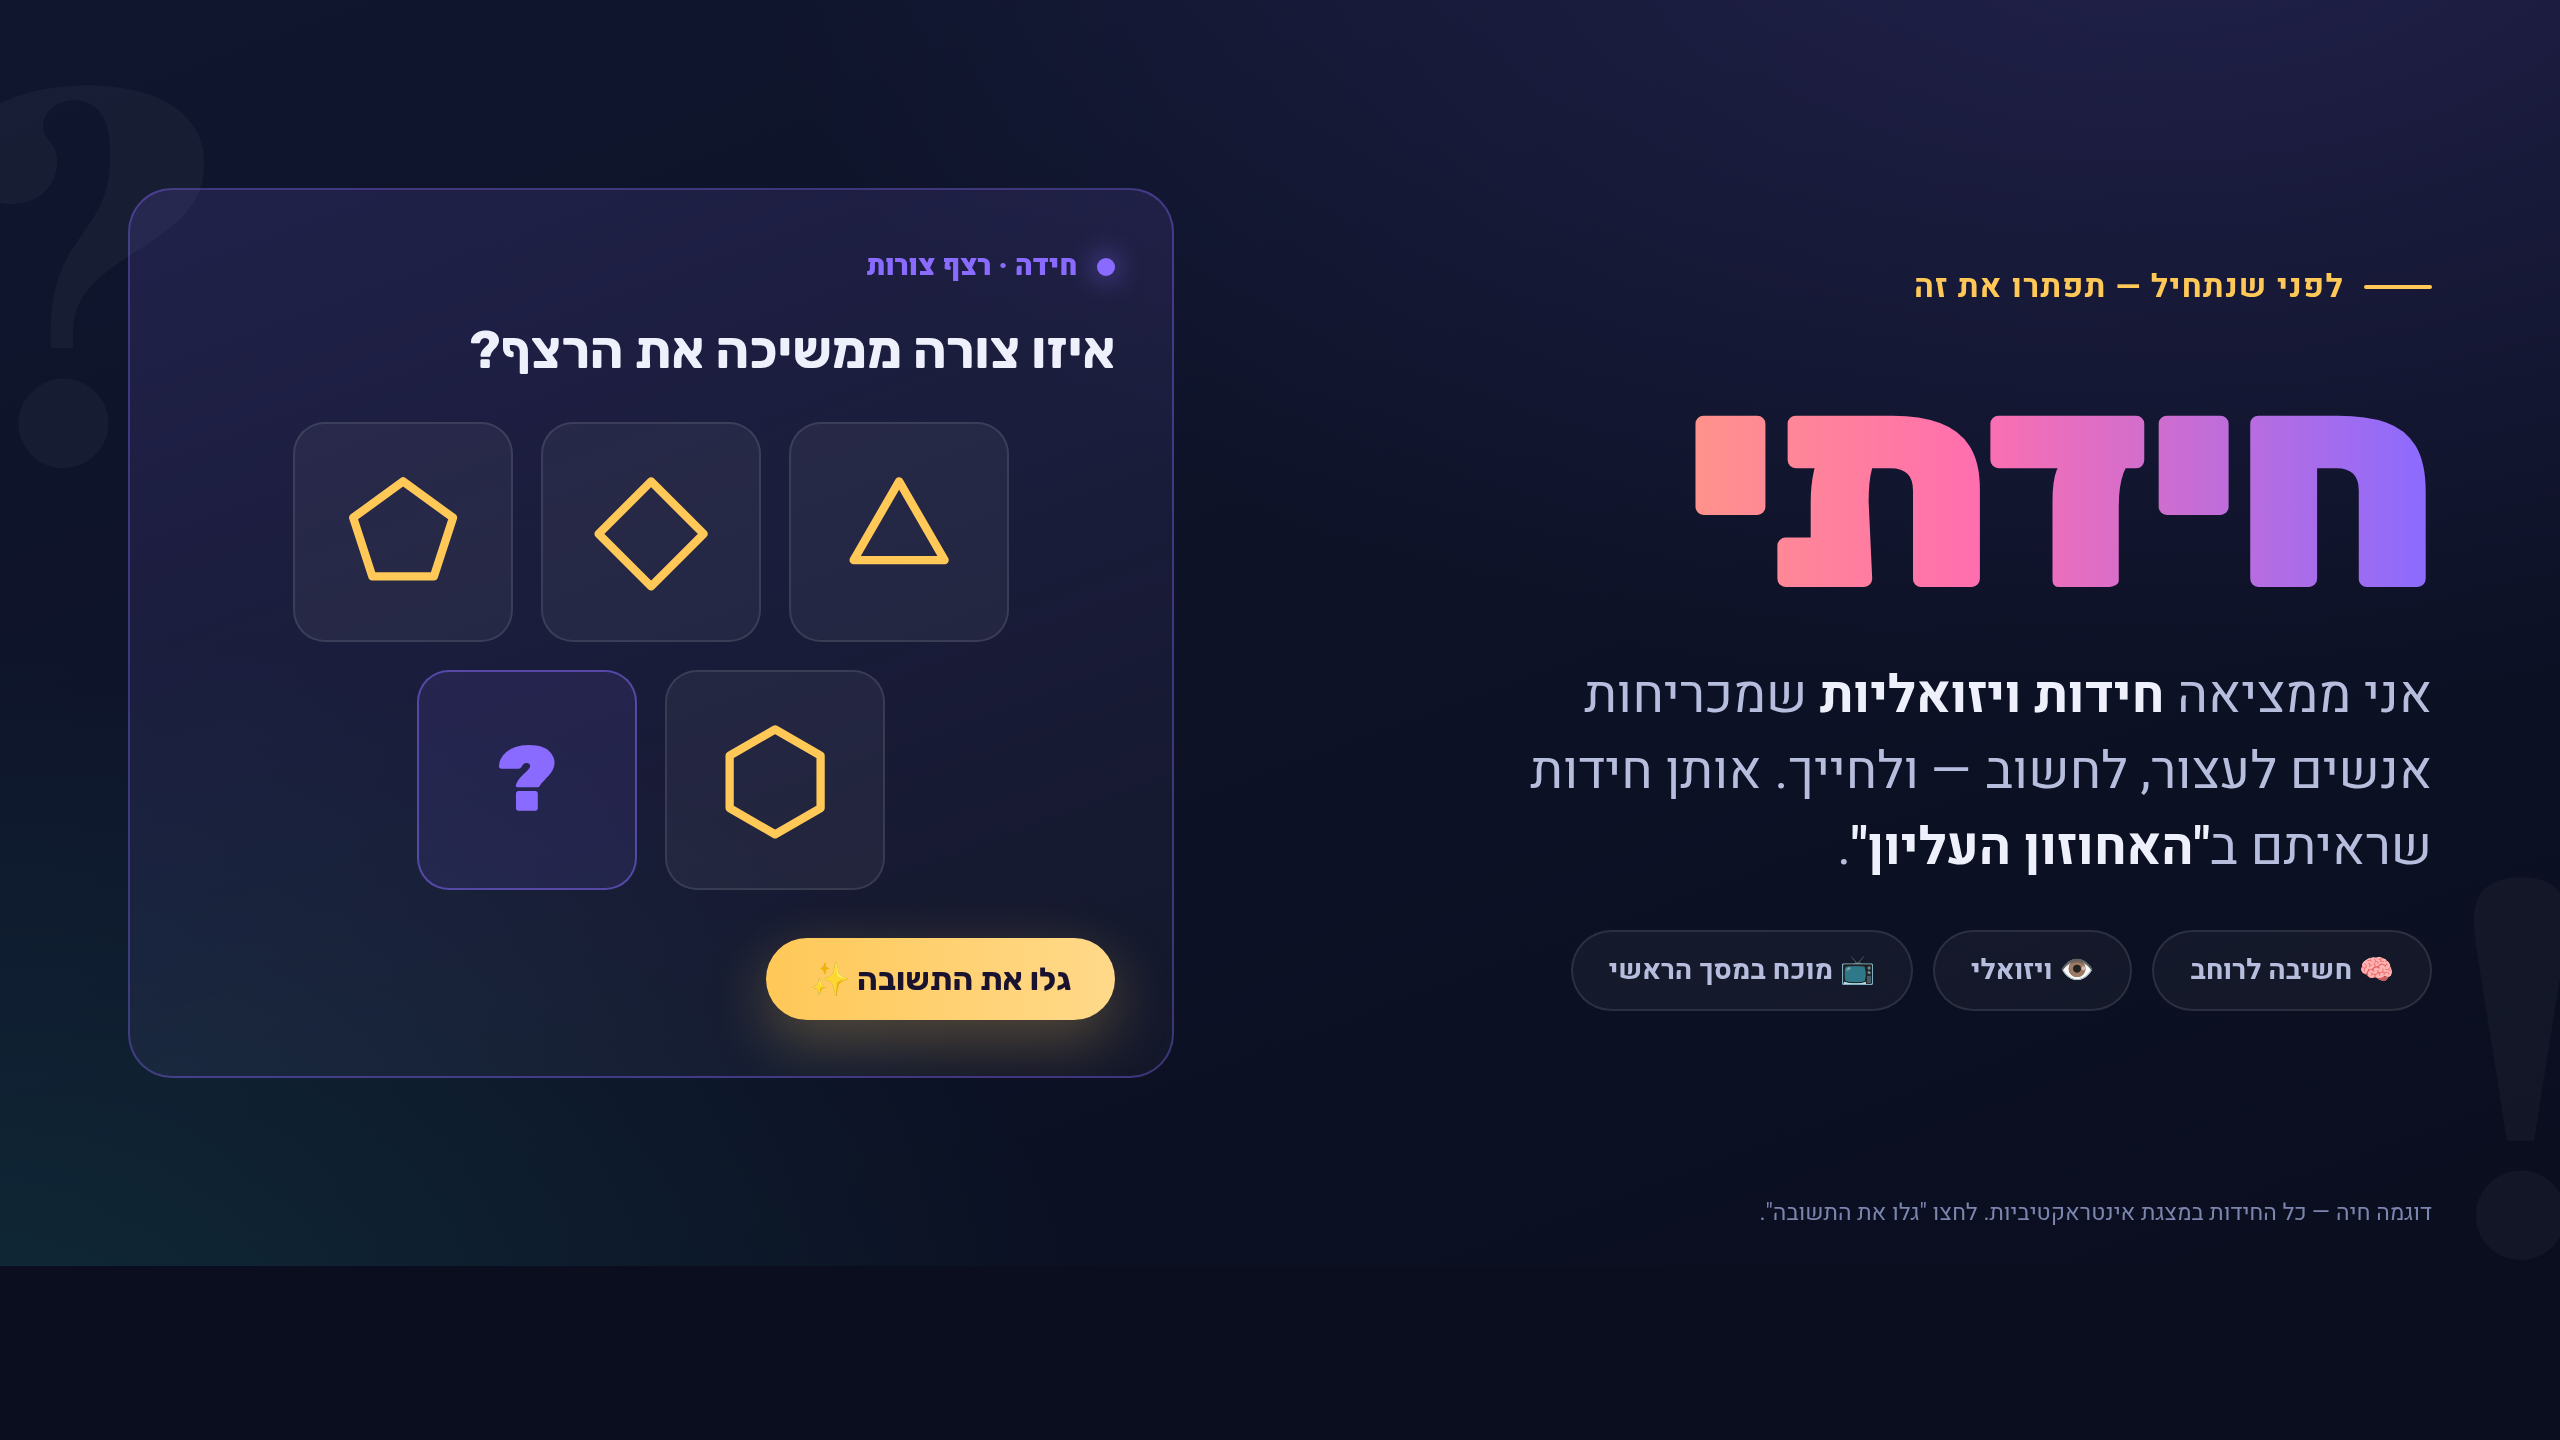 לפני שנתחיל — תפתרו את זה
חידתי
אני ממציאה חידות ויזואליות שמכריחות
אנשים לעצור, לחשוב — ולחייך. אותן חידות
שראיתם ב"האחוזון העליון".
🧠 חשיבה לרוחב
👁️ ויזואלי
📺 מוכח במסך הראשי
דוגמה חיה — כל החידות במצגת אינטראקטיביות. לחצו "גלו את התשובה".
חידה · רצף צורות
איזו צורה ממשיכה את הרצף?
?
גלו את התשובה ✨